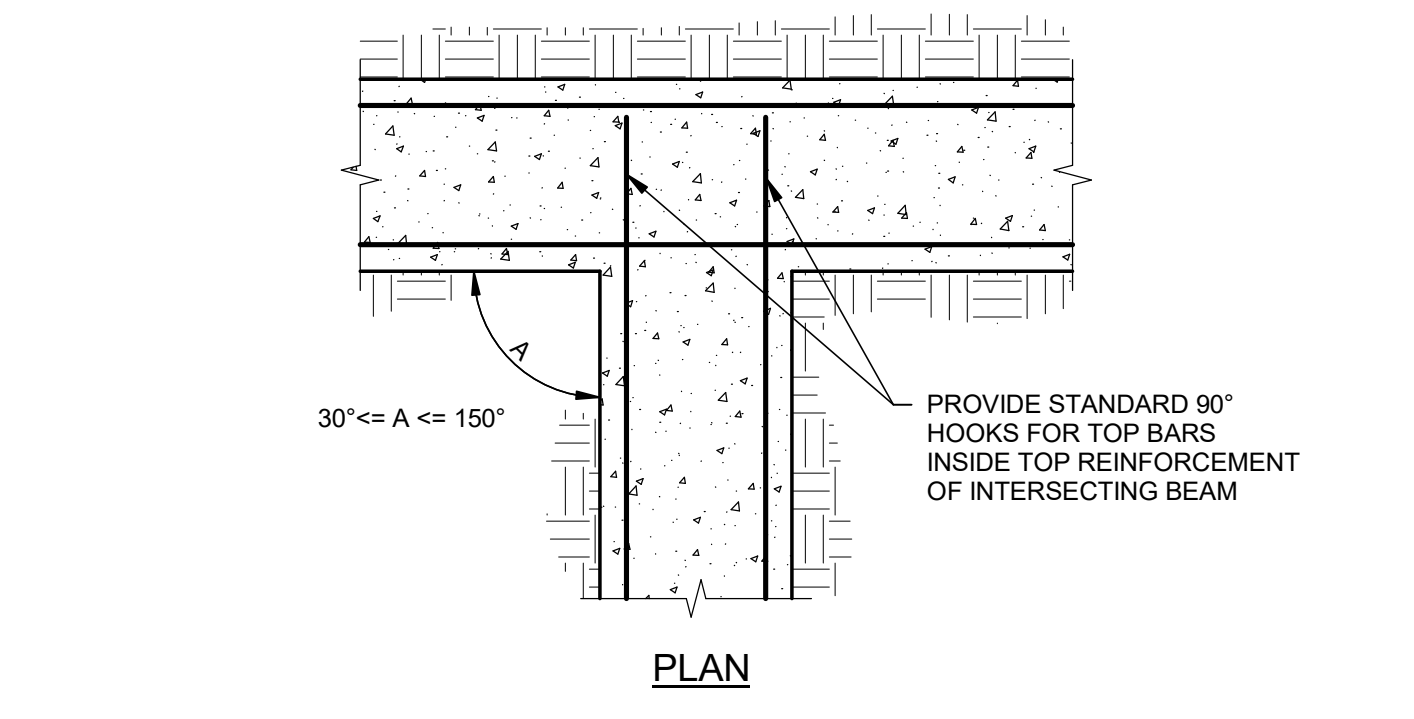 A
30°<= A <= 150°
PROVIDE STANDARD 90°
HOOKS FOR TOP BARS
INSIDE TOP REINFORCEMENT
OF INTERSECTING BEAM
PLAN